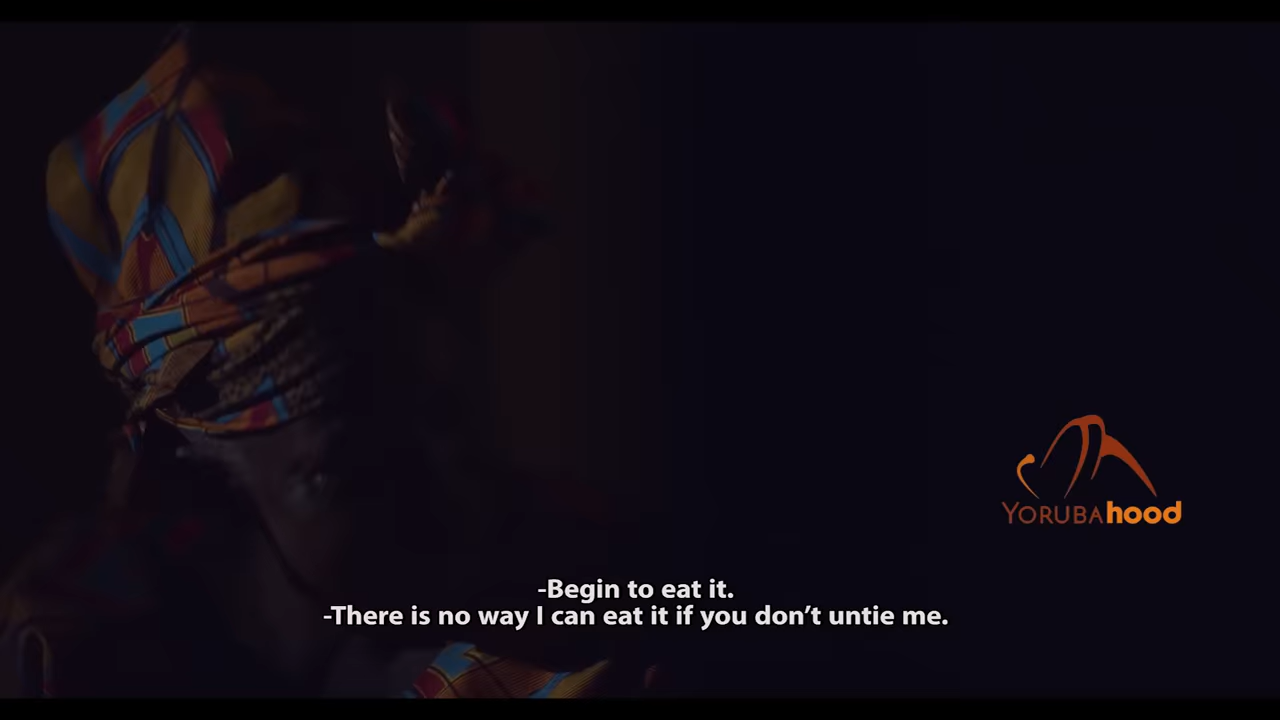 YORUBAhood
-Begin to eat it.
-There is no way I can eat it if you don’t untie me.